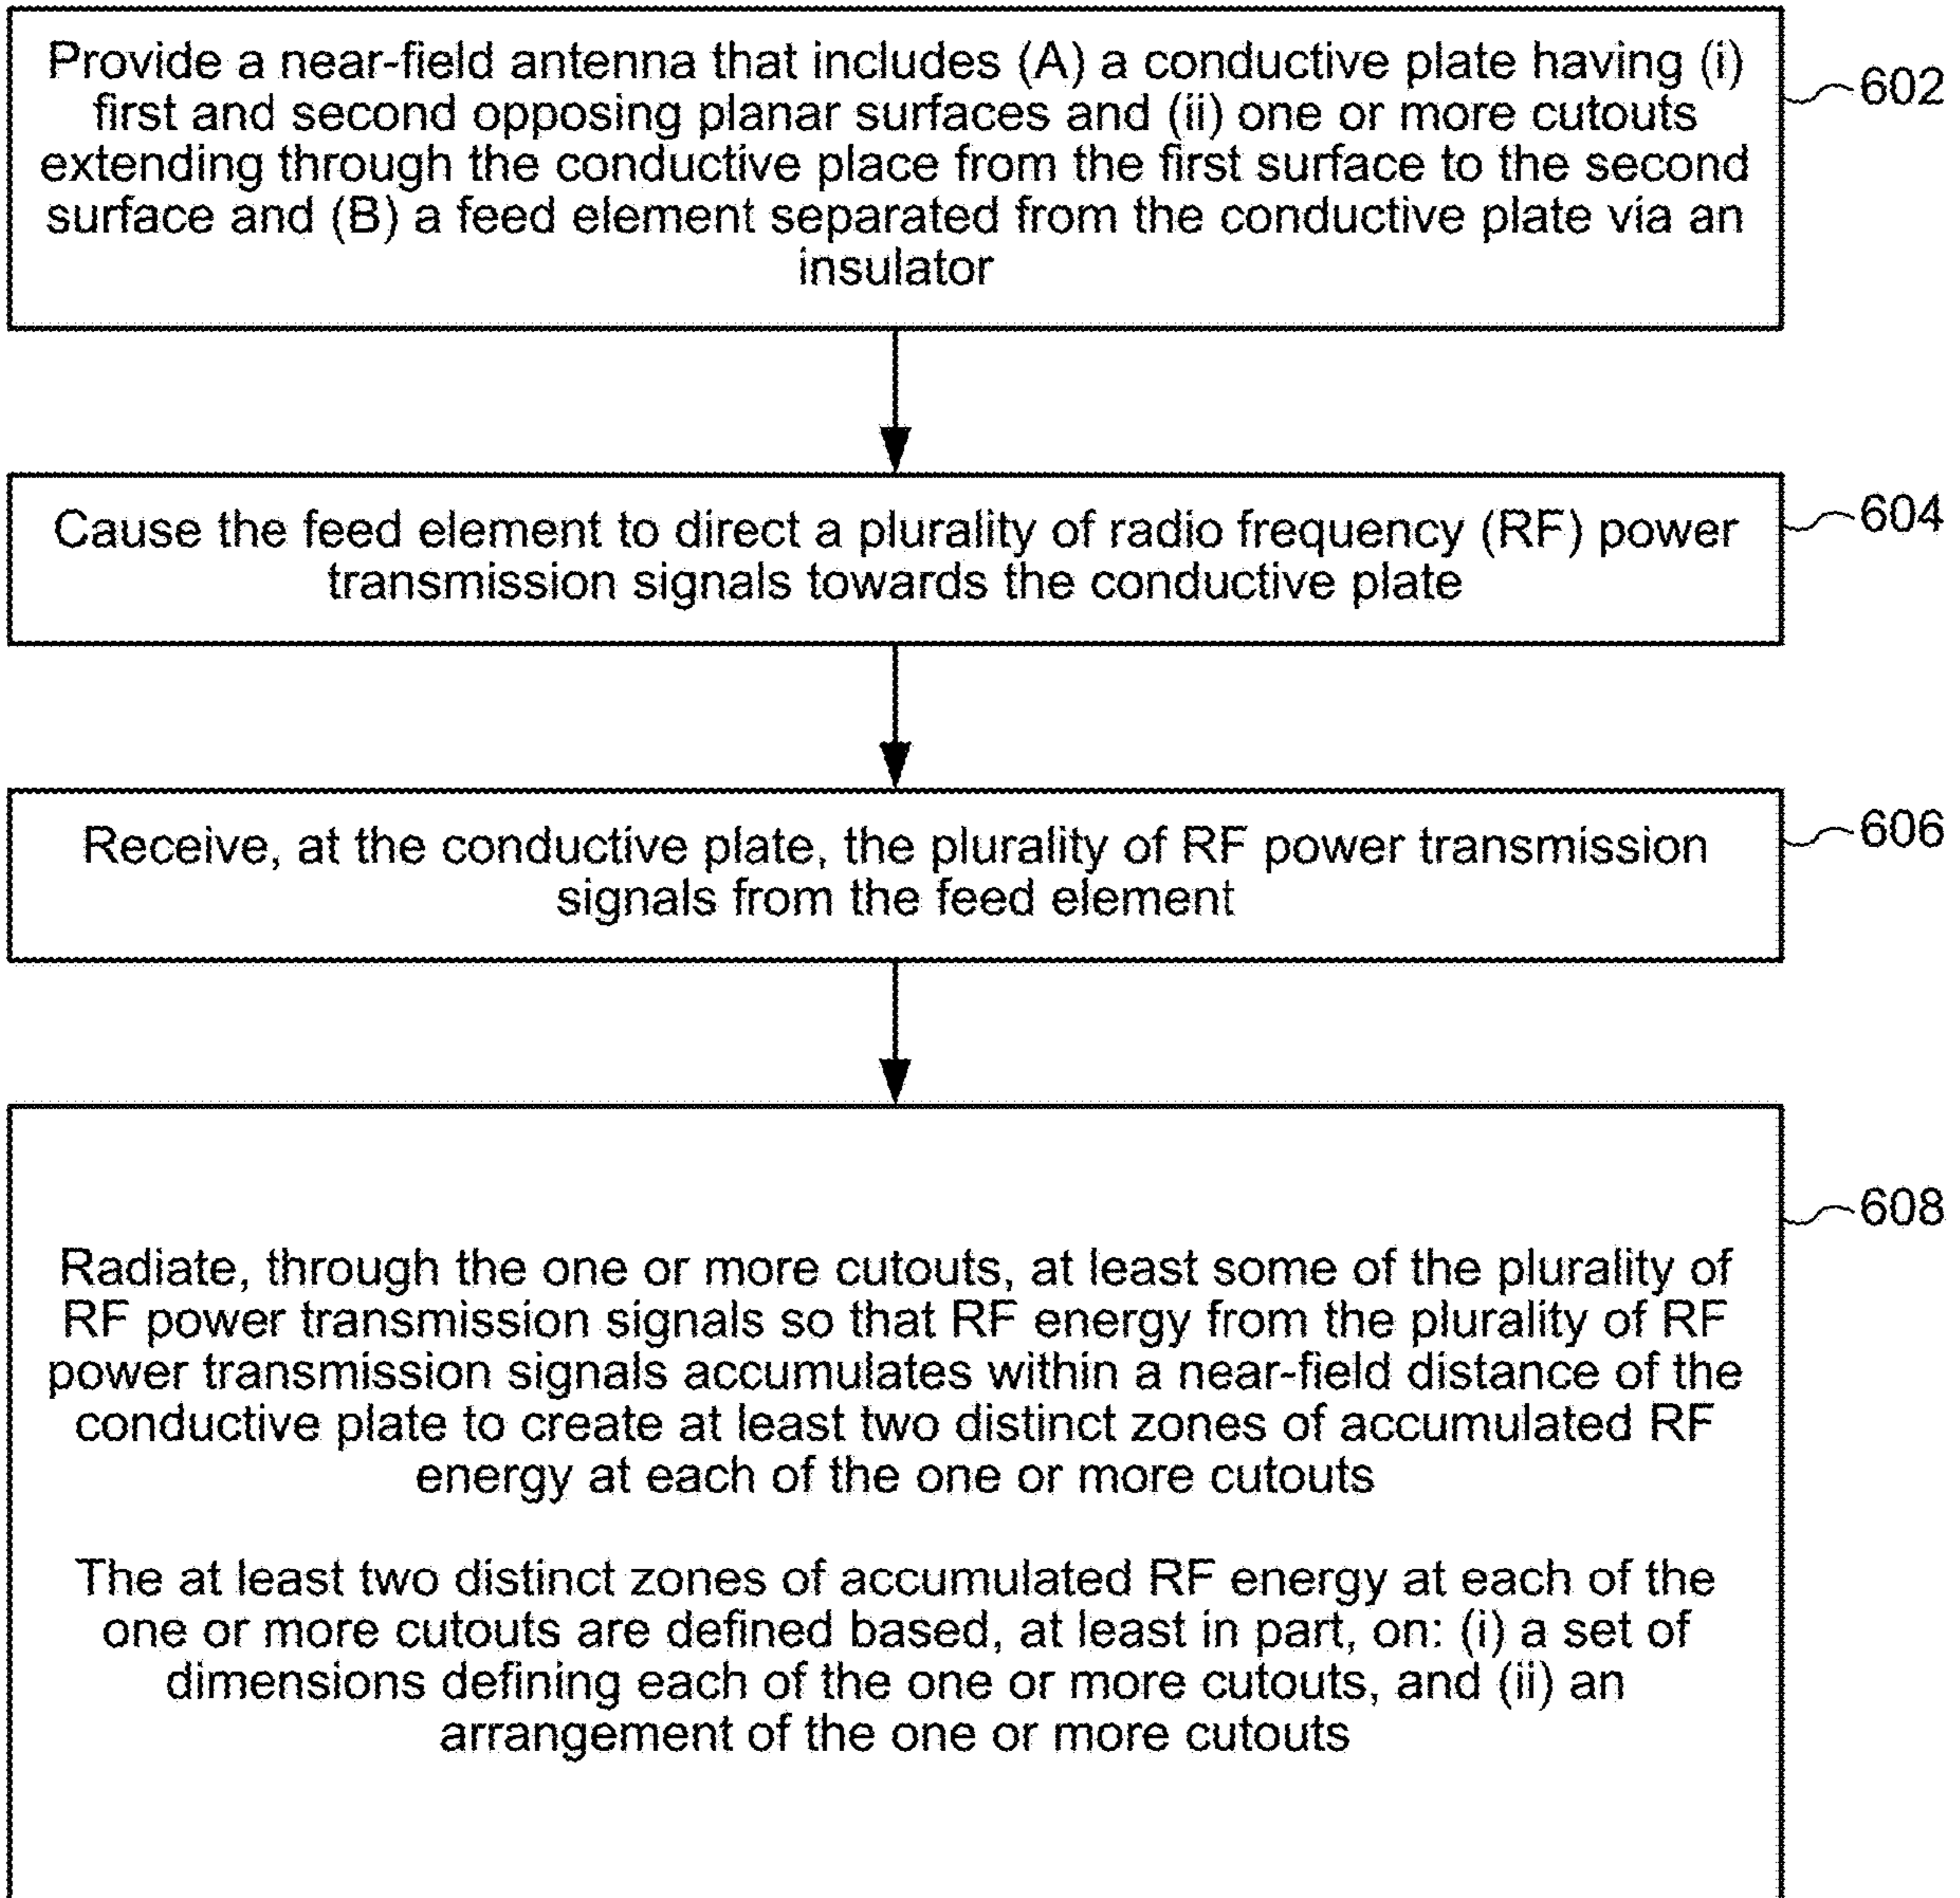 Provide a near-field antenna that includes (A) a conductive plate having (i)
first and second opposing planar surfaces and (ii) one or more cutouts
extending through the conductive place from the first surface to the second
surface and (B) a feed element separated from the conductive plate via an
insulator
602
Cause the feed element to direct a plurality of radio frequency (RF) power
transmission signals towards the conductive plate
604
Receive, at the conductive plate, the plurality of RF power transmission
signals from the feed element
606
Radiate, through the one or more cutouts, at least some of the plurality of
RF power transmission signals so that RF energy from the plurality of RF
power transmission signals accumulates within a near-field distance of the
conductive plate to create at least two distinct zones of accumulated RF
energy at each of the one or more cutouts
The at least two distinct zones of accumulated RF energy at each of the
one or more cutouts are defined based, at least in part, on: (i) a set of
dimensions defining each of the one or more cutouts, and (ii) an
arrangement of the one or more cutouts
608